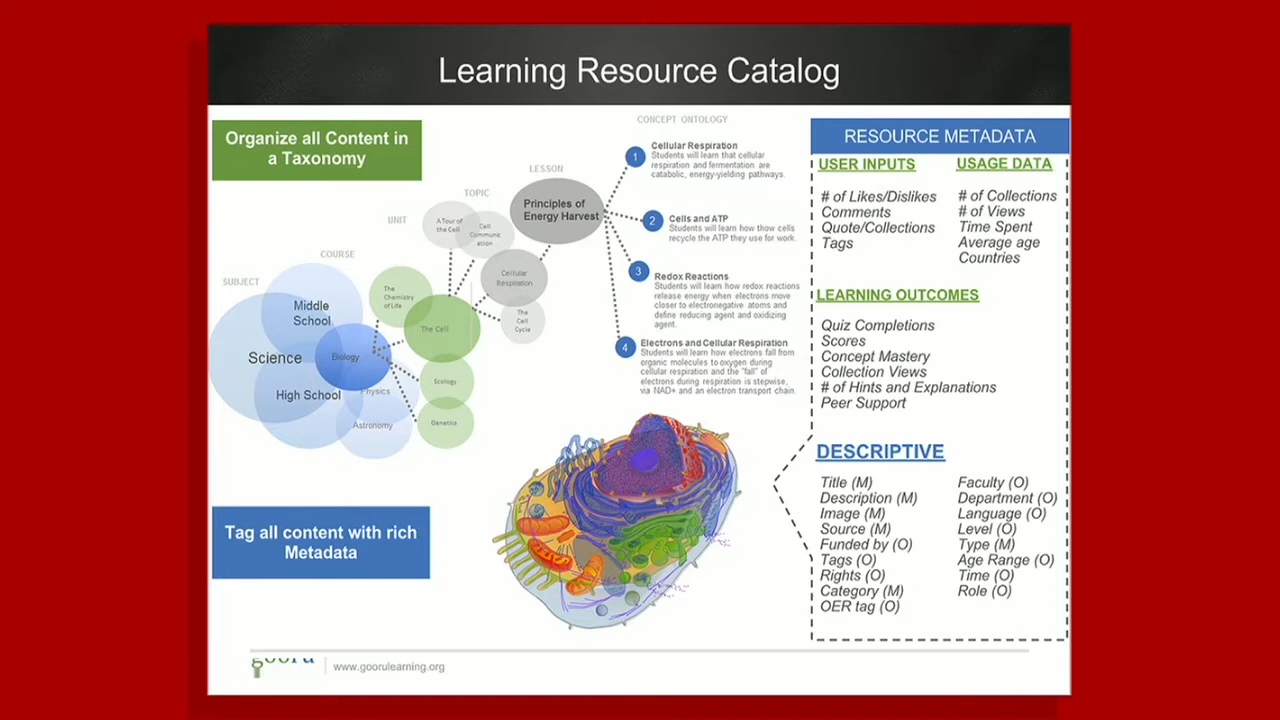 Learning Resource Catalog
Organize all Content in
a Taxonomy
SUBJECT
COURSE
UNIT
TOPIC
LESSON
CONCEPT ONTOLOGY
Science
Middle
School
High School
Biology
Physics
Astronomy
The
Chemistry
of Life
The Cell
Ecology
Genetics
A Tour of
the Cell
Cell
Communic
ation
Cellular
Respiration
The
Cell
Cycle
Principles of
Energy Harvest
1
Cellular Respiration
Students will learn that cellular
respiration and fermentation are
catabolic, energy-yielding pathways.
2
Cells and ATP
Students will learn how thow cells
recycle the ATP they use for work.
3
Redox Reactions
Students will learn how redox reactions
release energy when electrons move
closer to electronegative atoms and
define reducing agent and oxidizing
agent.
4
Electrons and Cellular Respiration
Students will learn how electrons fall from
organic molecules to oxygen during
cellular respiration and the "fall" of
electrons during respiration is stepwise,
via NAD+ and an electron transport chain.
Tag all content with rich
Metadata
RESOURCE METADATA
USER INPUTS
# of Likes/Dislikes
Comments
Quote/Collections
Tags
USAGE DATA
# of Collections
# of Views
Time Spent
Average age
Countries
LEARNING OUTCOMES
Quiz Completions
Scores
Concept Mastery
Collection Views
# of Hints and Explanations
Peer Support
DESCRIPTIVE
Title (M)
Description (M)
Image (M)
Source (M)
Funded by (O)
Tags (O)
Rights (O)
Category (M)
OER tag (O)
Faculty (O)
Department (O)
Language (O)
Level (O)
Type (M)
Age Range (O)
Time (O)
Role (O)
gooru
www.goorulearning.org